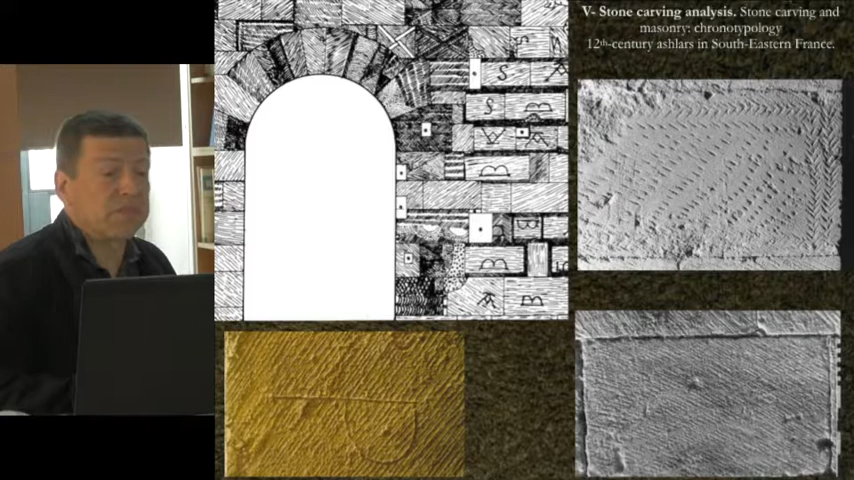 V- Stone carving analysis. Stone carving and
masonry: chronotypology
12th-century ashlars in South-Eastern France.